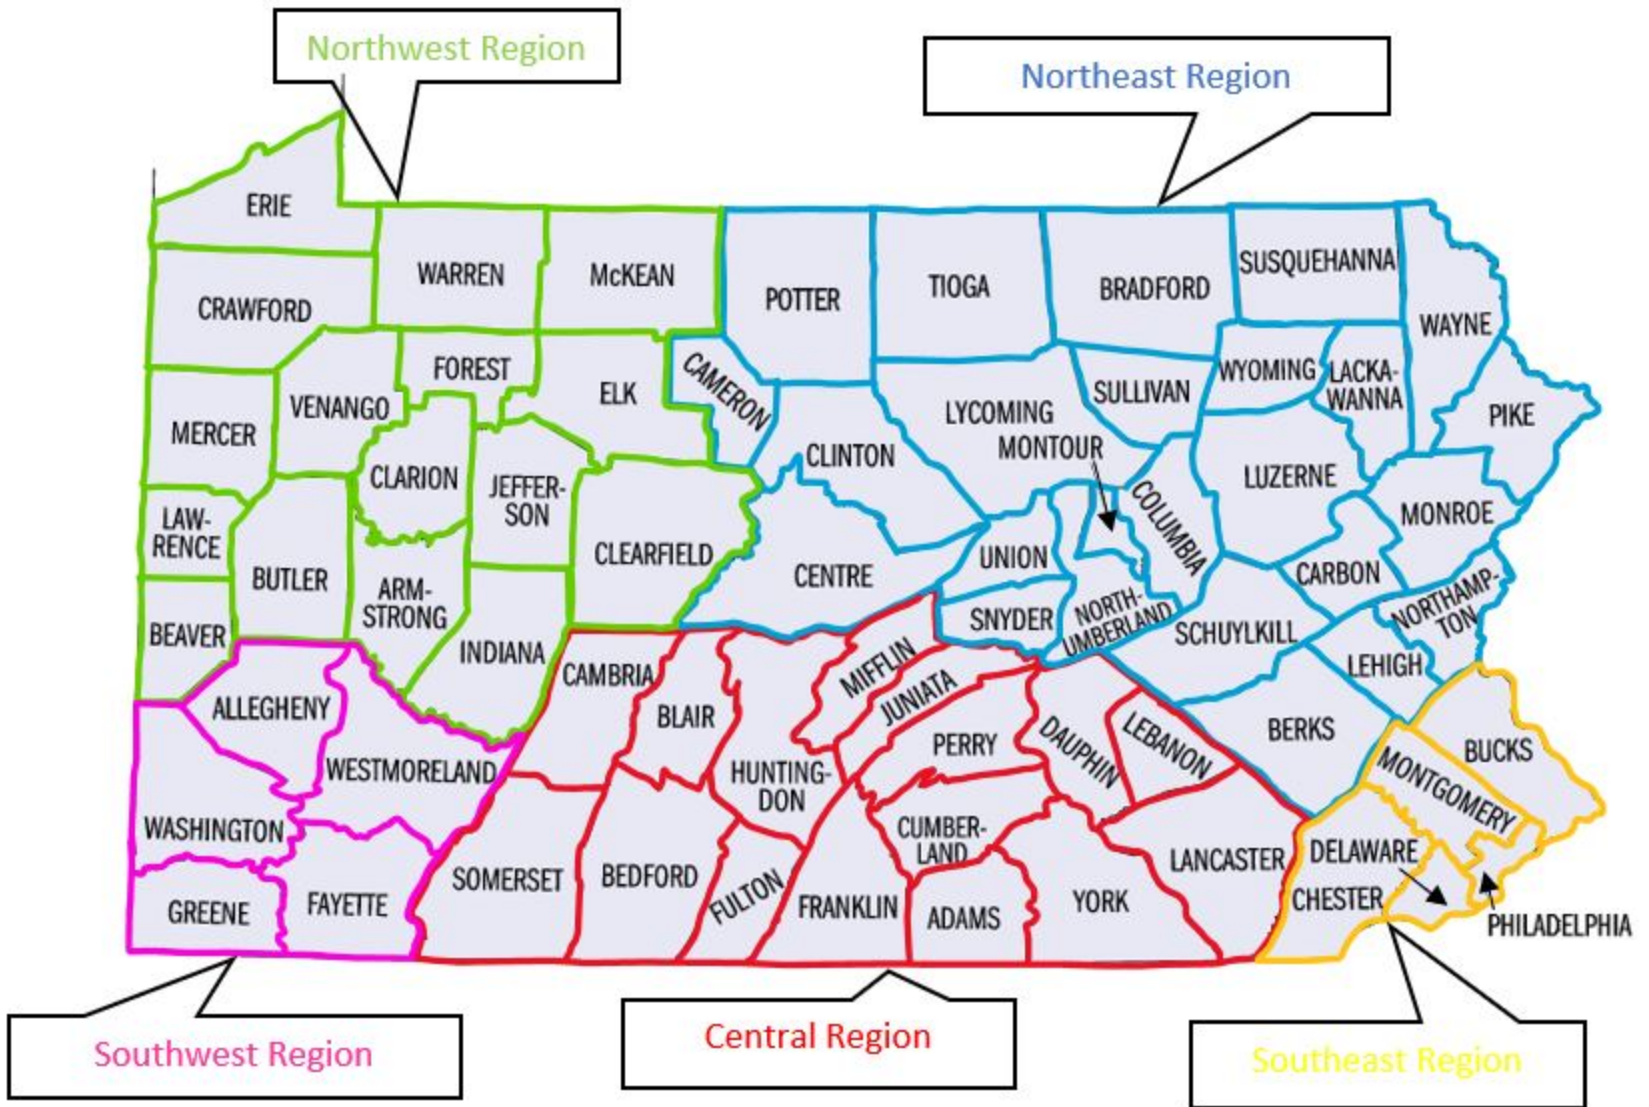 Northwest Region
Northeast Region
ERIE
WARREN
McKEAN
POTTER
TIOGA
BRADFORD
SUSQUEHANNA
WAYNE
CRAWFORD
FOREST
ELK
CAMERON
LYCOMING
SULLIVAN
WYOMING
LACKA-
WANNA
PIKE
MERCER
VENANGO
CLARION
JEFFER-
SON
CLINTON
MONTOUR
COLUMBIA
LUZERNE
MONROE
LAW-
RENCE
BUTLER
ARM-
STRONG
CLEARFIELD
CENTRE
UNION
SNYDER
NORTH-
UMBERLAND
SCHUYLKILL
CARBON
NORTHAMP-
TON
BEAVER
INDIANA
CAMBRIA
BLAIR
MIFFLIN
JUNIATA
LEHIGH
ALLEGHENY
WESTMORELAND
HUNTING-
DON
PERRY
DAUPHIN
LEBANON
BERKS
BUCKS
MONTGOMERY
WASHINGTON
CUMBER-
LAND
LANCASTER
DELAWARE
GREENE
FAYETTE
SOMERSET
BEDFORD
FULTON
FRANKLIN
ADAMS
YORK
CHESTER
PHILADELPHIA
Southwest Region
Central Region
Southeast Region